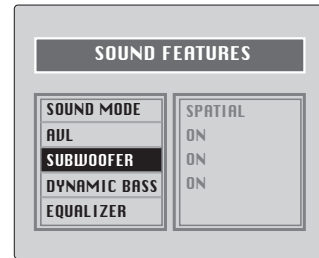 SOUND FEATURES
SOUND MODE SPATIAL
AVL ON
SUBWOOFER ON
DYNAMIC BASS ON
EQUALIZER